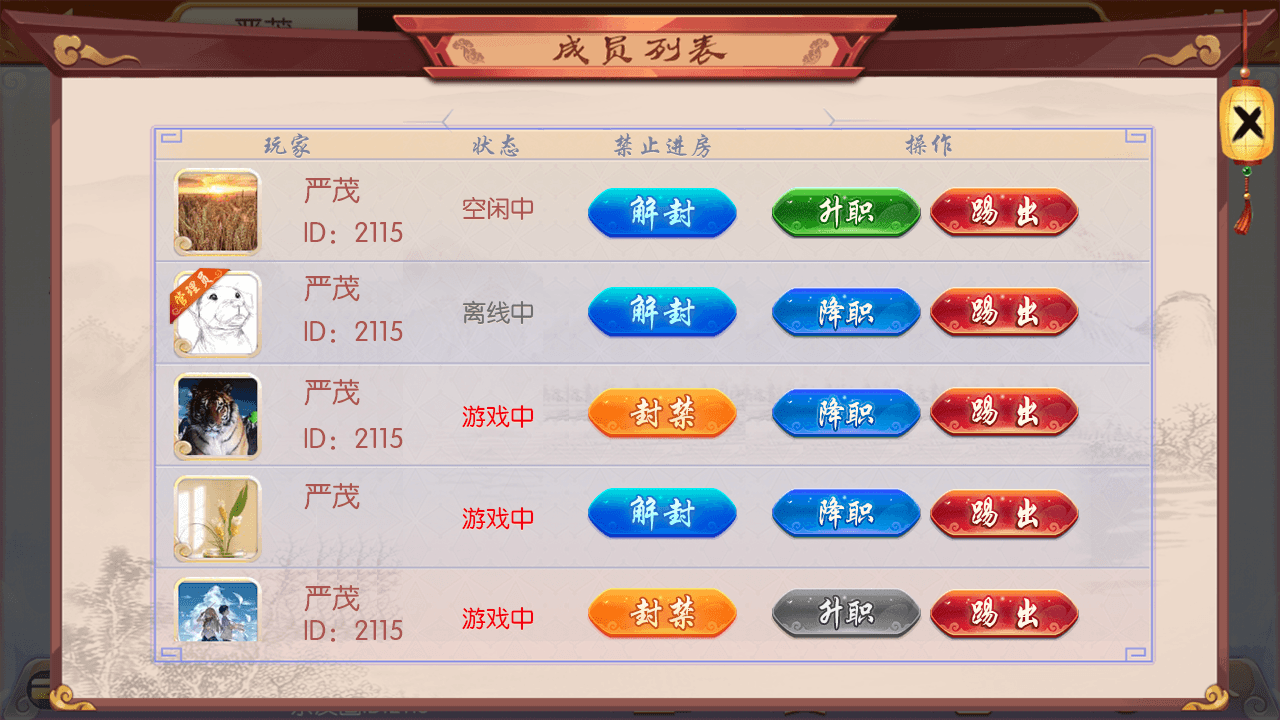 成员列表
玩家 状态 禁止进房 操作
严茂
ID：2115
空闲中 解封 升职 踢出
管理员
严茂
ID：2115
离线中 解封 降职 踢出
严茂
ID：2115
游戏中 封禁 降职 踢出
严茂
游戏中 解封 降职 踢出
严茂
ID：2115
游戏中 封禁 升职 踢出